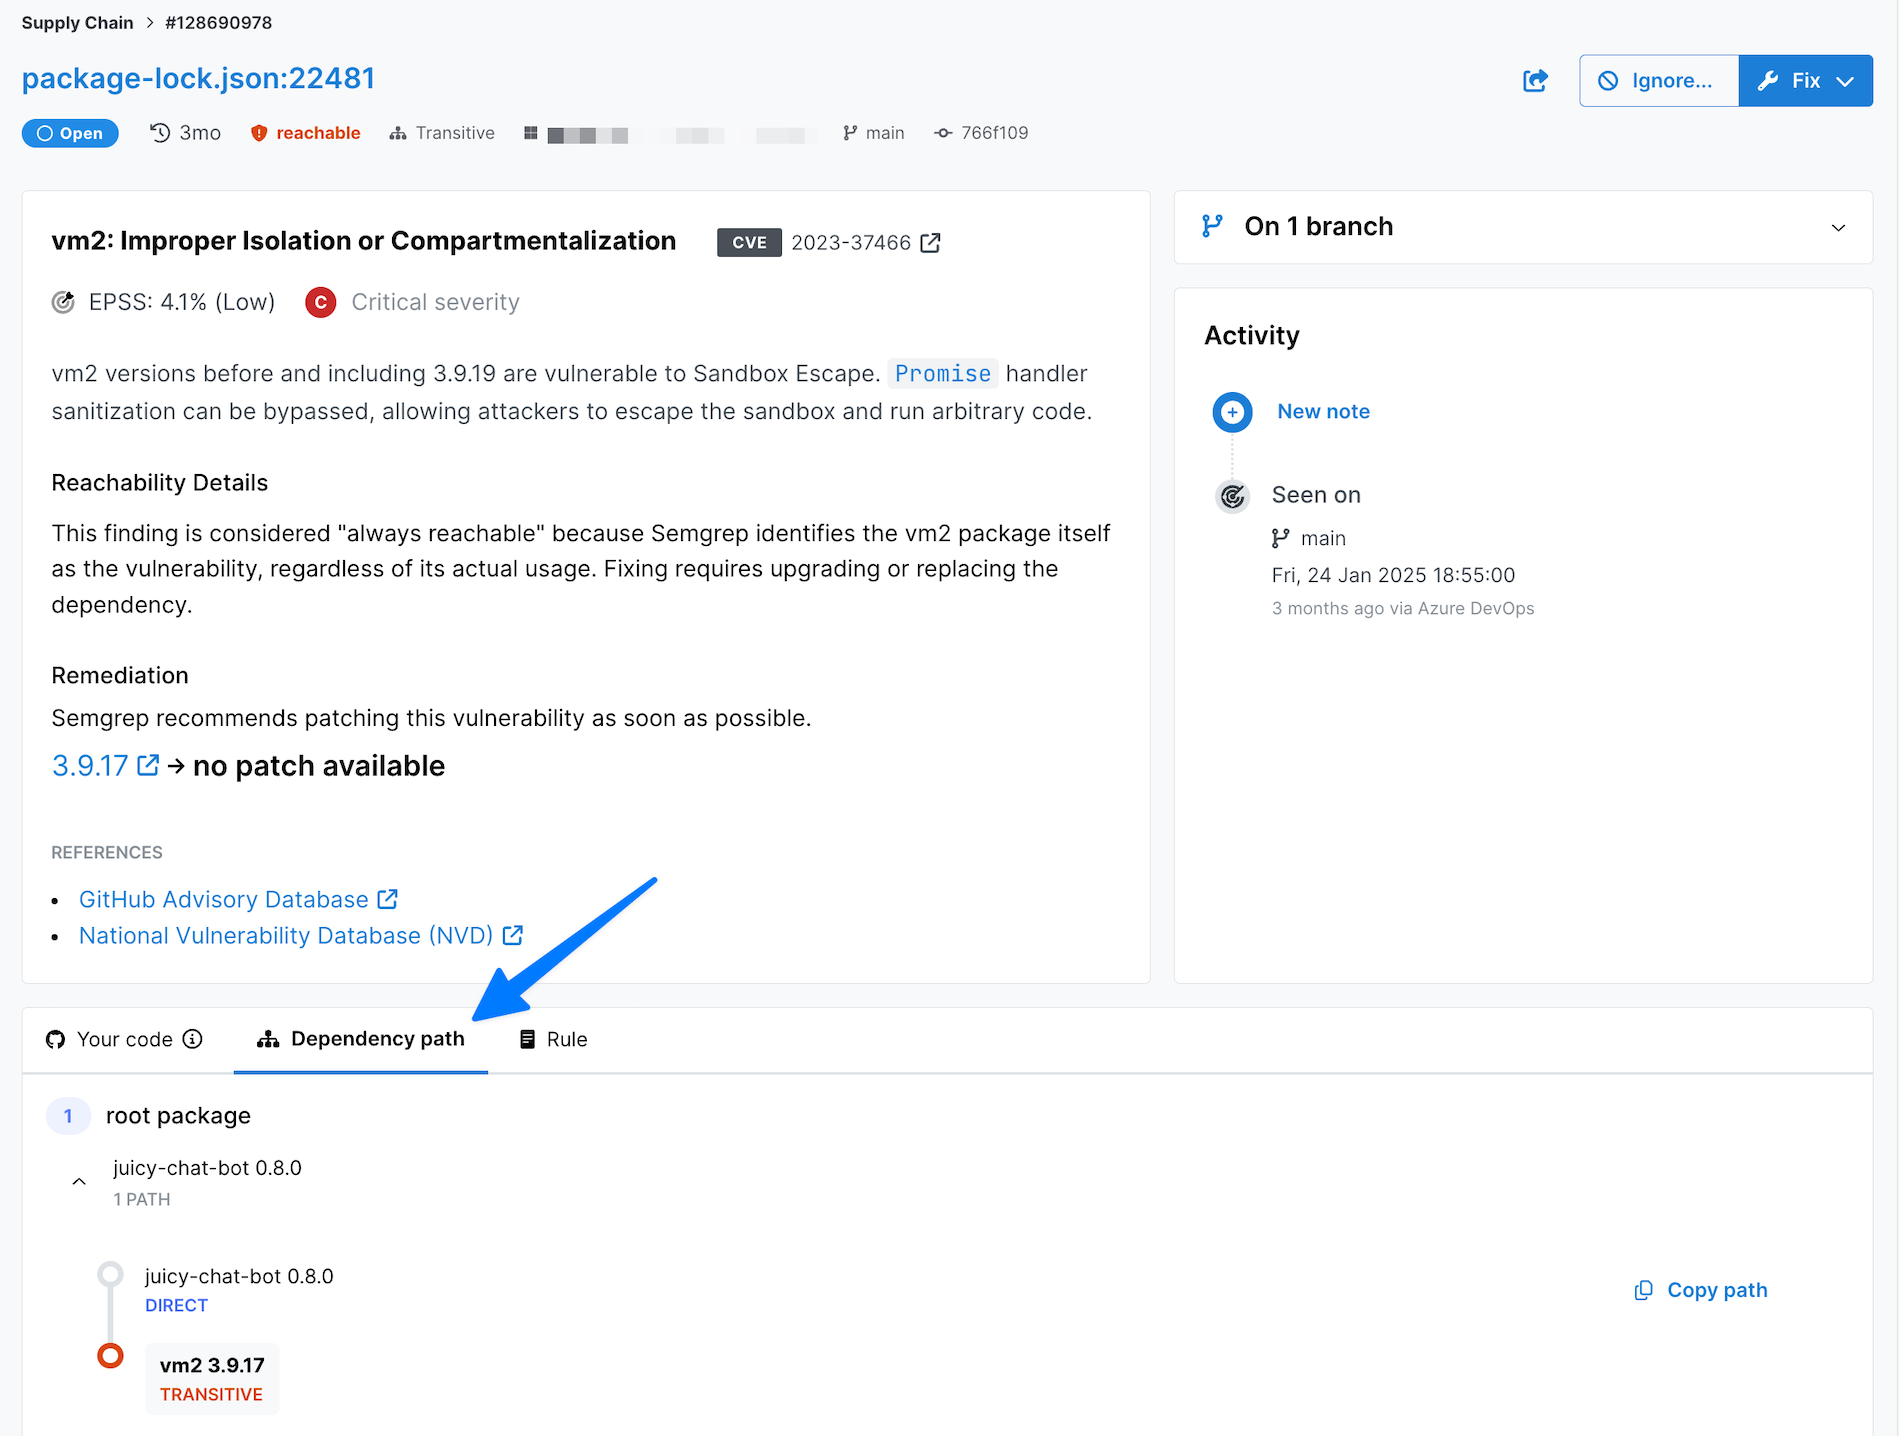 Supply Chain > #128690978
package-lock.json:22481
Ignore...
Fix
Open
3mo
reachable
Transitive
main
766f109
vm2: Improper Isolation or Compartmentalization
CVE 2023-37466
EPSS: 4.1% (Low)
C Critical severity
vm2 versions before and including 3.9.19 are vulnerable to Sandbox Escape. Promise handler
sanitization can be bypassed, allowing attackers to escape the sandbox and run arbitrary code.
Reachability Details
This finding is considered "always reachable" because Semgrep identifies the vm2 package itself
as the vulnerability, regardless of its actual usage. Fixing requires upgrading or replacing the
dependency.
Remediation
Semgrep recommends patching this vulnerability as soon as possible.
3.9.17 → no patch available
REFERENCES
• GitHub Advisory Database
• National Vulnerability Database (NVD)
On 1 branch
Activity
New note
Seen on
main
Fri, 24 Jan 2025 18:55:00
3 months ago via Azure DevOps
Your code
Dependency path
Rule
1 root package
juicy-chat-bot 0.8.0
1 PATH
juicy-chat-bot 0.8.0
DIRECT
Copy path
vm2 3.9.17
TRANSITIVE